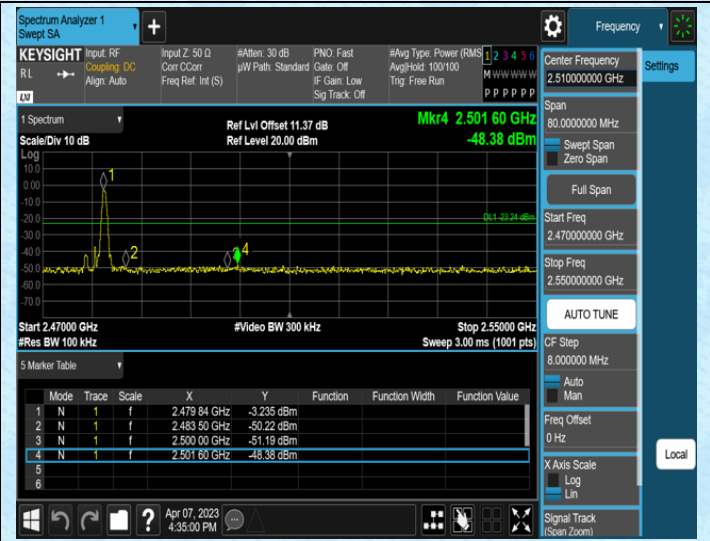 Spectrum Analyzer 1
Swept SA
+
Frequency
KEYSIGHT
RL
LXI
Input: RF
Coupling: DC
Align: Auto
Input Z: 50 Ω
Corr CCorr
Freq Ref: Int (S)
#Atten: 30 dB
µW Path: Standard
PNO: Fast
Gate: Off
IF Gain: Low
Sig Track: Off
#Avg Type: Power (RMS
Avg|Hold: 100/100
Trig: Free Run
1 2 3 4 5 6
M W W W W W
P P P P P P
1 Spectrum
Scale/Div 10 dB
Log
Ref Lvl Offset 11.37 dB
Ref Level 20.00 dBm
Mkr4 2.501 60 GHz
-48.38 dBm
10.0
0.00
-10.0
-20.0
-30.0
-40.0
-50.0
-60.0
-70.0
1
2
3
4
DL1 -23.24 dBm
Start 2.47000 GHz
#Res BW 100 kHz
#Video BW 300 kHz
Stop 2.55000 GHz
Sweep 3.00 ms (1001 pts)
5 Marker Table
Mode Trace Scale X Y Function Function Width Function Value
1 N 1 f 2.479 84 GHz -3.235 dBm
2 N 1 f 2.483 50 GHz -50.22 dBm
3 N 1 f 2.500 00 GHz -51.19 dBm
4 N 1 f 2.501 60 GHz -48.38 dBm
5
6
?
Apr 07, 2023
4:35:00 PM
Center Frequency
2.510000000 GHz
Settings
Span
80.0000000 MHz
Swept Span
Zero Span
Full Span
Start Freq
2.470000000 GHz
Stop Freq
2.550000000 GHz
AUTO TUNE
CF Step
8.000000 MHz
Auto
Man
Freq Offset
0 Hz
X Axis Scale
Log
Lin
Local
Signal Track
(Span Zoom)